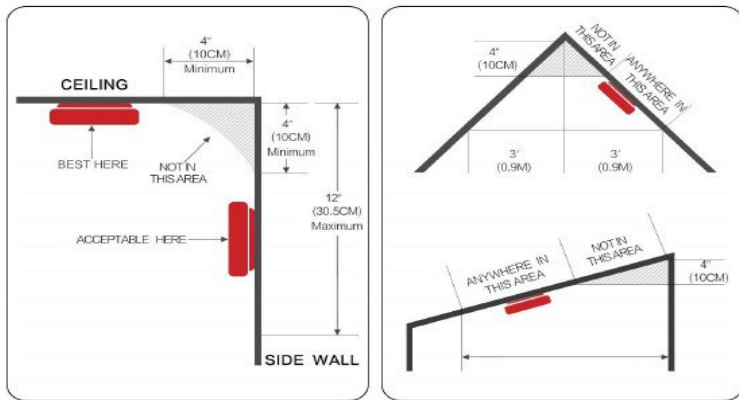 4"
(10CM)
Minimum
CEILING
4"
(10CM)
Minimum
BEST HERE
NOT IN
THIS AREA
12"
(30.5CM)
Maximum
ACCEPTABLE HERE
SIDE WALL
4"
(10CM)
NOT IN
THIS AREA
ANYWHERE IN
THIS AREA
3'
(0.9M)
3'
(0.9M)
ANYWHERE IN
THIS AREA
NOT IN
THIS AREA
4"
(10CM)